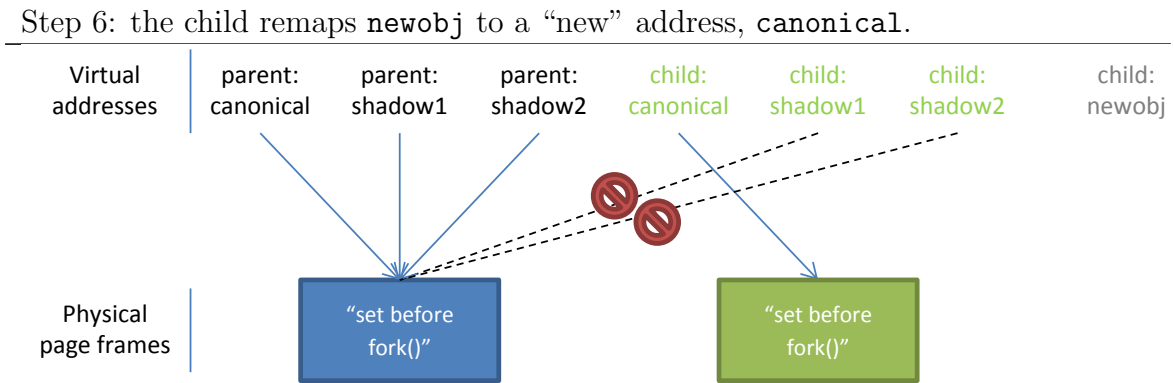 Step 6: the child remaps newobj to a “new” address, canonical.
Virtual addresses
parent: canonical
parent: shadow1
parent: shadow2
child: canonical
child: shadow1
child: shadow2
child: newobj
Physical page frames
“set before fork()”
“set before fork()”